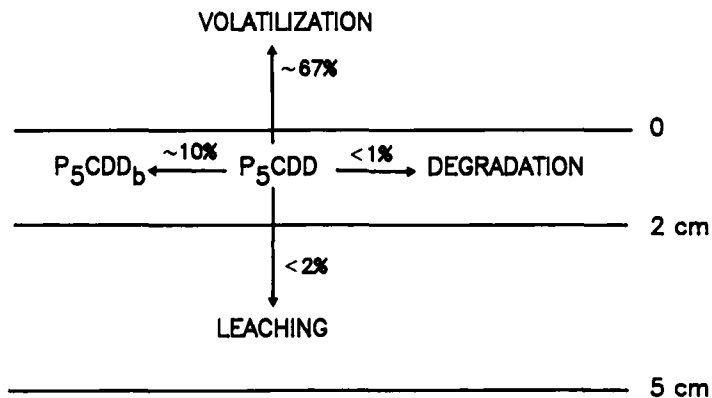 VOLATILIZATION
~67%
0
P5CDDb ~10% P5CDD <1% DEGRADATION
2 cm
<2%
LEACHING
5 cm